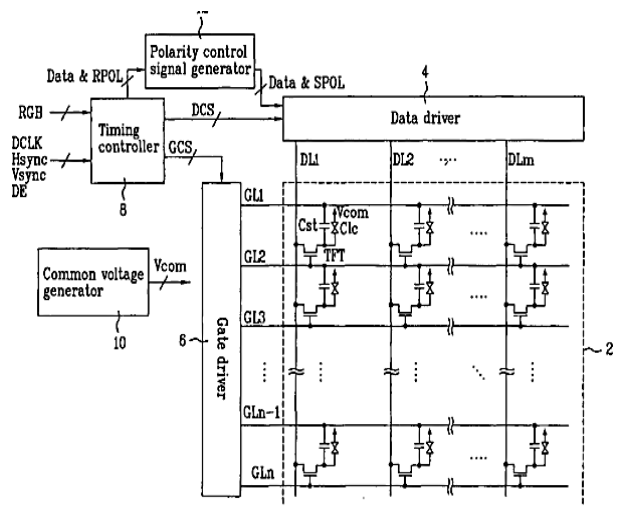 Polarity control
signal generator
Data & RPOL
Data & SPOL
4
RGB
Timing
controller
DCS
Data driver
DCLK
Hsync
Vsync
DE
GCS
8
DL1
DL2
....
DLm
GL1
Vcom
Cst
Clc
....
TFT
GL2
Common voltage
generator
Vcom
....
10
6
Gate driver
GL3
2
GLn-1
....
GLn